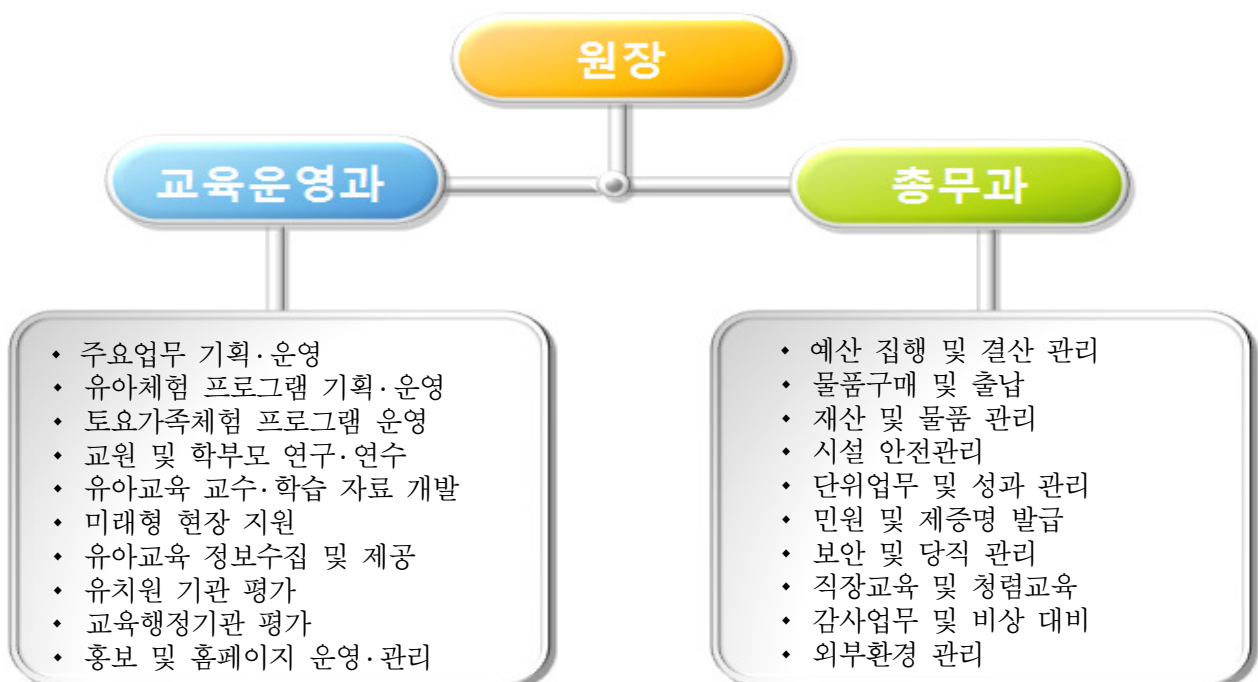 원장
교육운영과
총무과
• 주요업무 기획·운영
• 유아체험 프로그램 기획·운영
• 토요가족체험 프로그램 운영
• 교원 및 학부모 연구·연수
• 유아교육 교수·학습 자료 개발
• 미래형 현장 지원
• 유아교육 정보수집 및 제공
• 유치원 기관 평가
• 교육행정기관 평가
• 홍보 및 홈페이지 운영·관리
• 예산 집행 및 결산 관리
• 물품구매 및 출납
• 재산 및 물품 관리
• 시설 안전관리
• 단위업무 및 성과 관리
• 민원 및 제증명 발급
• 보안 및 당직 관리
• 직장교육 및 청렴교육
• 감사업무 및 비상 대비
• 외부환경 관리